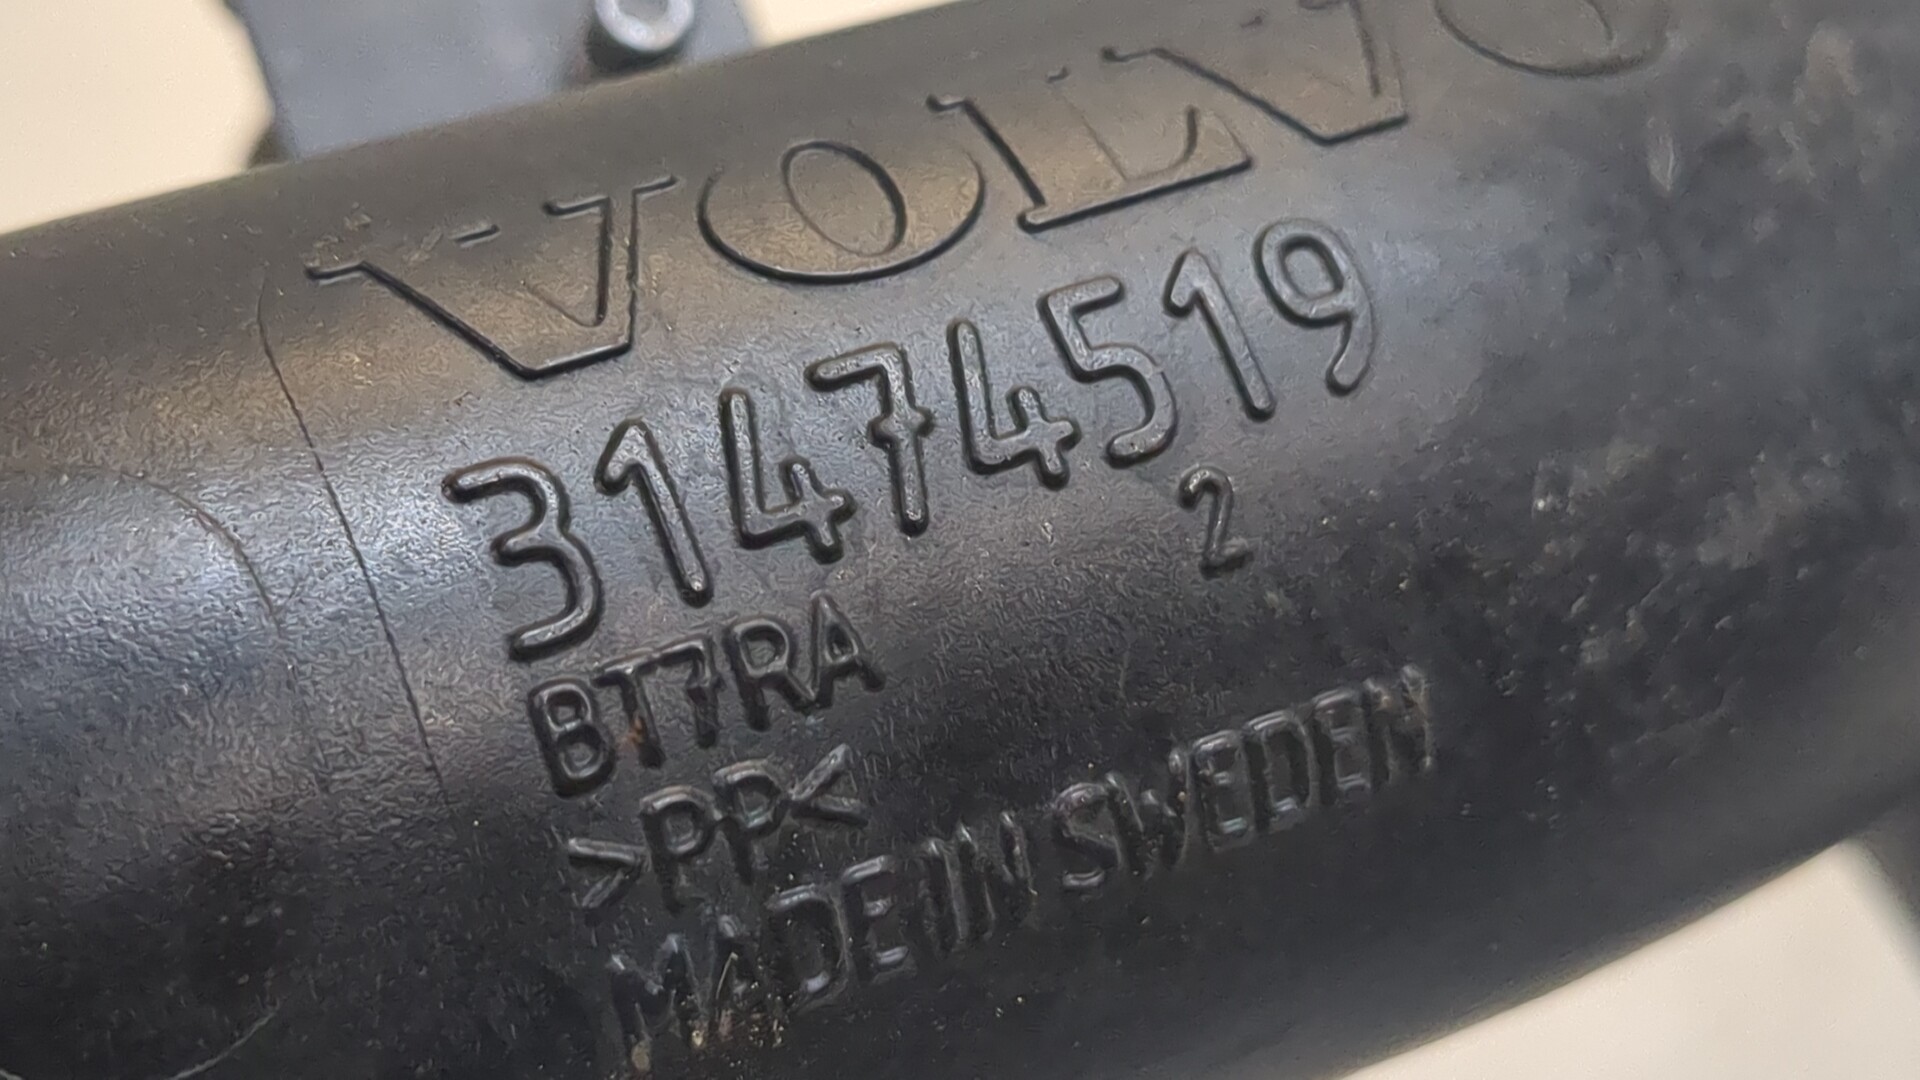 VOLVO
31474519
2
BT7RA
>PP<
MADE IN SWEDEN